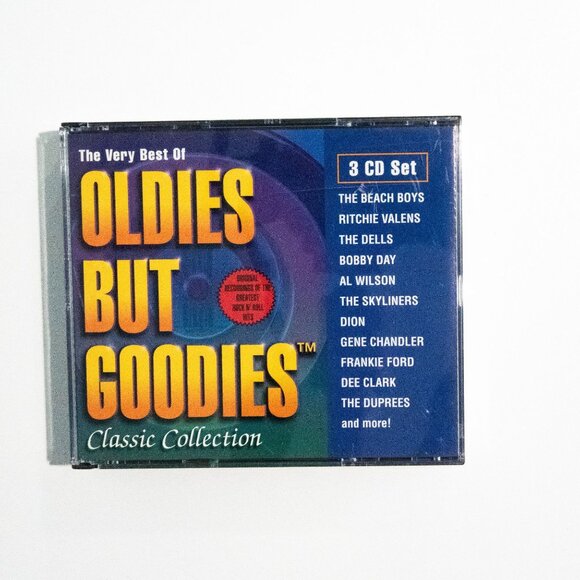 The Very Best Of
OLDIES
BUT
GOODIES™
Classic Collection
ORIGINAL
RECORDINGS OF THE
GREATEST
ROCK N' ROLL
HITS
3 CD Set
THE BEACH BOYS
RITCHIE VALENS
THE DELLS
BOBBY DAY
AL WILSON
THE SKYLINERS
DION
GENE CHANDLER
FRANKIE FORD
DEE CLARK
THE DUPREES
and more!